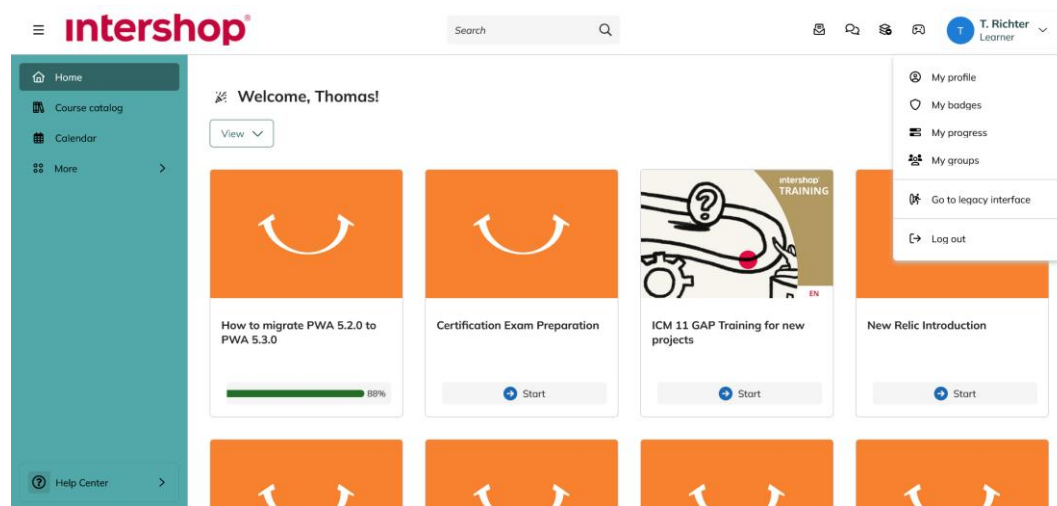 intershop®
Search
T
T. Richter
Learner
Home
Course catalog
Calendar
More
Help Center
Welcome, Thomas!
View
My profile
My badges
My progress
My groups
Go to legacy interface
Log out
intershop®
TRAINING
EN
How to migrate PWA 5.2.0 to
PWA 5.3.0
88%
Certification Exam Preparation
Start
ICM 11 GAP Training for new
projects
Start
New Relic Introduction
Start